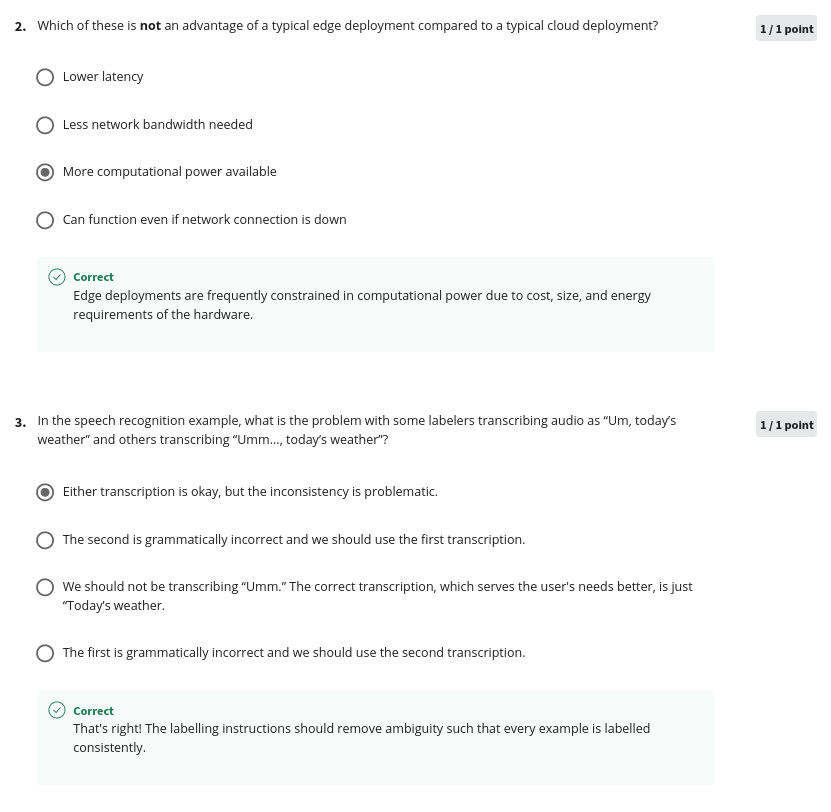 2. Which of these is not an advantage of a typical edge deployment compared to a typical cloud deployment?
1 / 1 point
Lower latency
Less network bandwidth needed
More computational power available
Can function even if network connection is down
Correct
Edge deployments are frequently constrained in computational power due to cost, size, and energy
requirements of the hardware.
3. In the speech recognition example, what is the problem with some labelers transcribing audio as “Um, today’s
weather” and others transcribing “Umm..., today’s weather”?
1 / 1 point
Either transcription is okay, but the inconsistency is problematic.
The second is grammatically incorrect and we should use the first transcription.
We should not be transcribing “Umm.” The correct transcription, which serves the user's needs better, is just
“Today’s weather.
The first is grammatically incorrect and we should use the second transcription.
Correct
That's right! The labelling instructions should remove ambiguity such that every example is labelled
consistently.